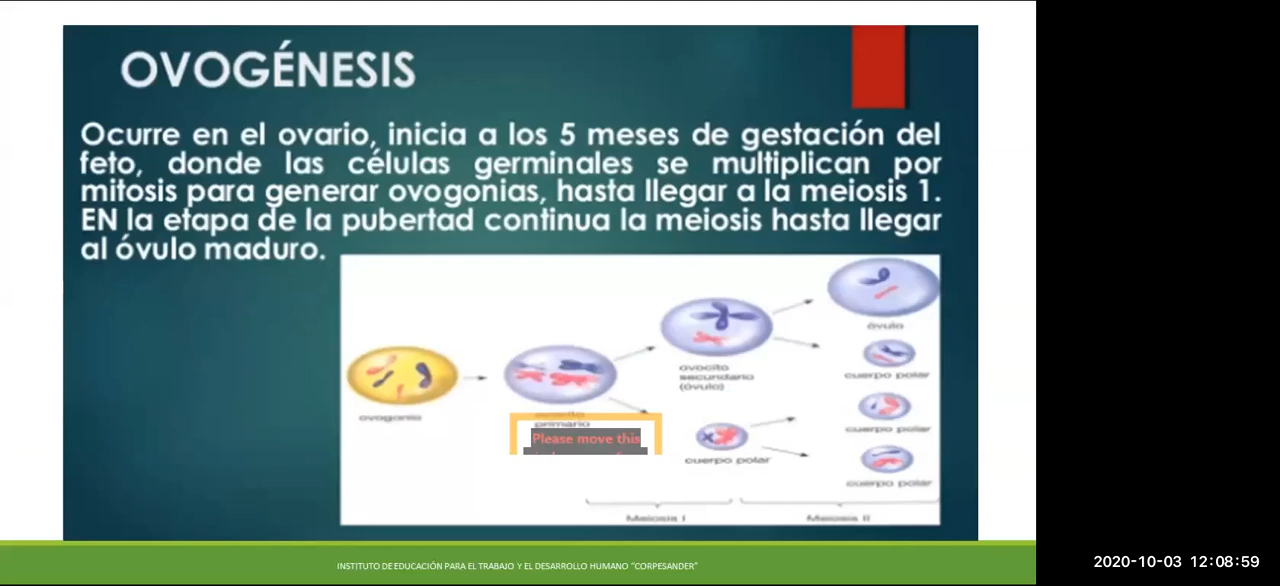 OVOGÉNESIS
Ocurre en el ovario, inicia a los 5 meses de gestación del
feto, donde las células germinales se multiplican por
mitosis para generar ovogonias, hasta llegar a la meiosis 1.
EN la etapa de la pubertad continua la meiosis hasta llegar
al óvulo maduro.
óvulo
cuerpo polar
ovocito
secundario
(óvulo)
cuerpo polar
ovogonio
ovocito
primario
Please move this
cuerpo polar
cuerpo polar
Meiosis I
Meiosis II
INSTITUTO DE EDUCACIÓN PARA EL TRABAJO Y EL DESARROLLO HUMANO “CORPESANDER”
2020-10-03 12:08:59